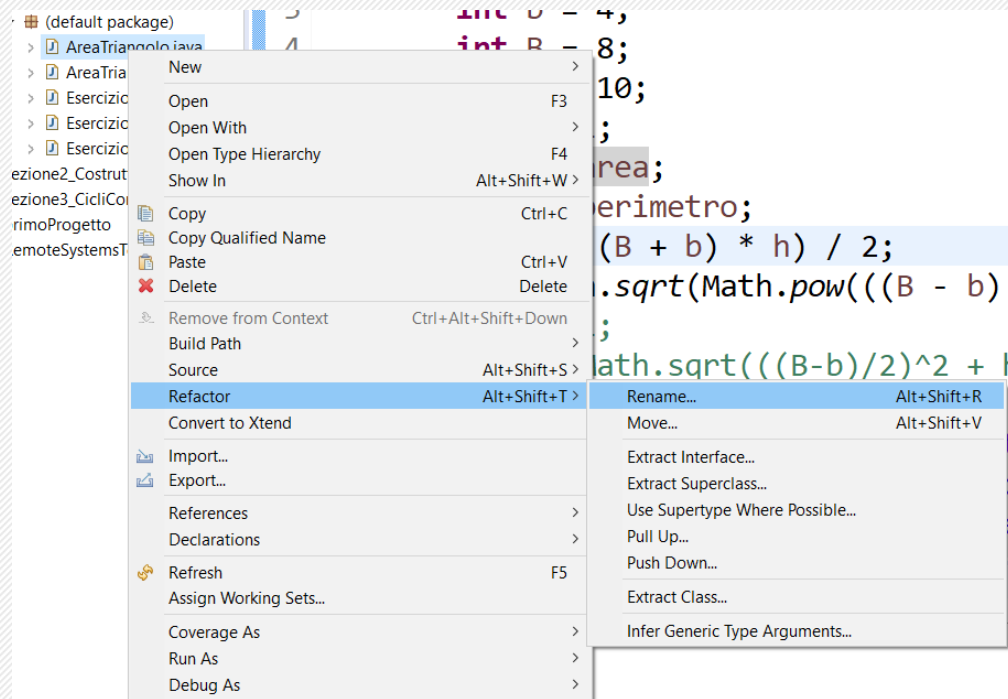 (default package)
AreaTriangolo.java
AreaTria
Esercizio
Esercizio
Esercizio
ezione2_Costrut
ezione3_CicliCo
rimoProgetto
emoteSystemsT
3
4
int b = 4;
int B = 8;
10;
;
rea;
perimetro;
(B + b) * h) / 2;
.sqrt(Math.pow(((B - b)
;
Math.sqrt(((B-b)/2)^2 + h
New
Open F3
Open With
Open Type Hierarchy F4
Show In Alt+Shift+W
Copy Ctrl+C
Copy Qualified Name
Paste Ctrl+V
Delete Delete
Remove from Context Ctrl+Alt+Shift+Down
Build Path
Source Alt+Shift+S
Refactor Alt+Shift+T
Convert to Xtend
Import...
Export...
References
Declarations
Refresh F5
Assign Working Sets...
Coverage As
Run As
Debug As
Rename... Alt+Shift+R
Move... Alt+Shift+V
Extract Interface...
Extract Superclass...
Use Supertype Where Possible...
Pull Up...
Push Down...
Extract Class...
Infer Generic Type Arguments...